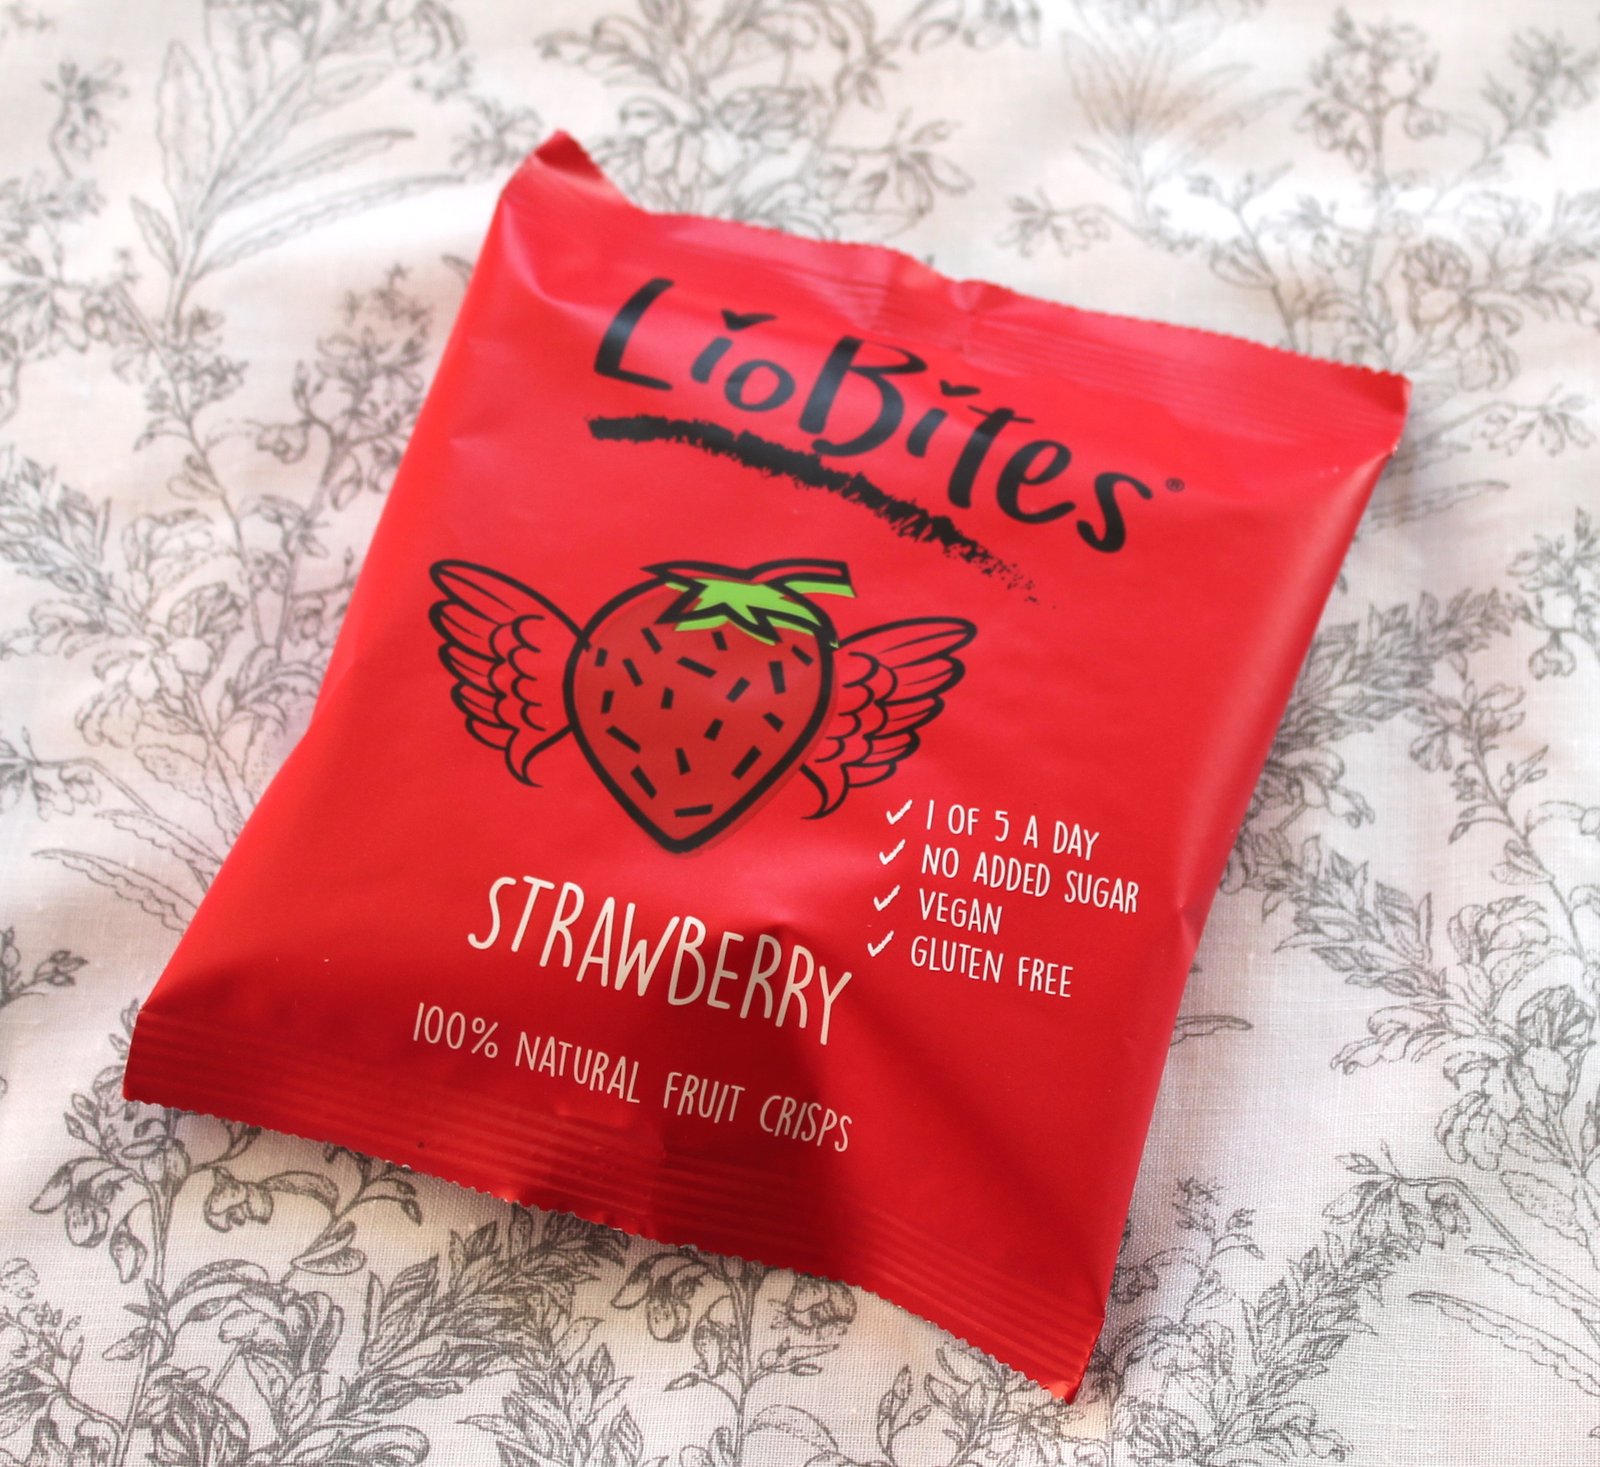 LioBites®
✓ 1 OF 5 A DAY
✓ NO ADDED SUGAR
✓ VEGAN
✓ GLUTEN FREE
STRAWBERRY
100% NATURAL FRUIT CRISPS